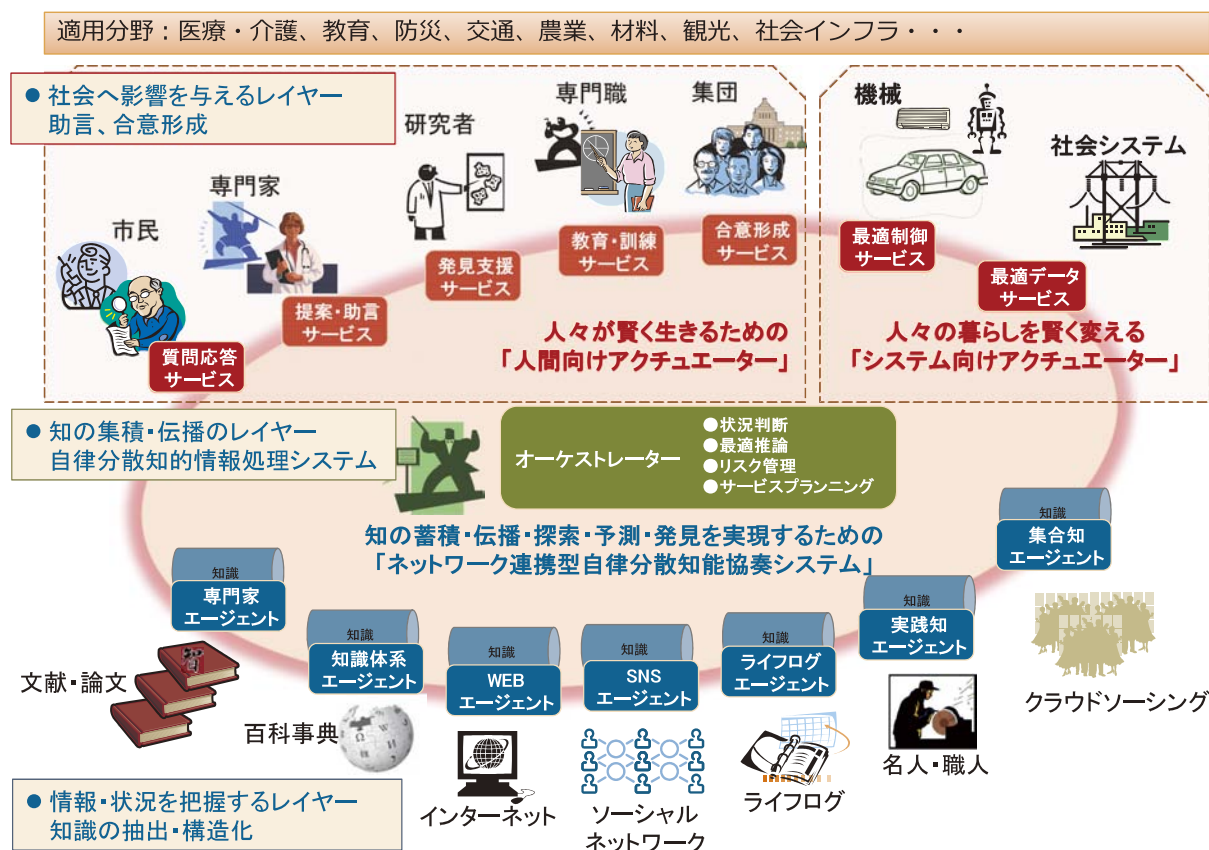 適用分野：医療・介護、教育、防災、交通、農業、材料、観光、社会インフラ・・・
● 社会へ影響を与えるレイヤー
助言、合意形成
市民
専門家
研究者
専門職
集団
機械
社会システム
質問応答
サービス
提案・助言
サービス
発見支援
サービス
教育・訓練
サービス
合意形成
サービス
最適制御
サービス
最適データ
サービス
人々が賢く生きるための
「人間向けアクチュエーター」
人々の暮らしを賢く変える
「システム向けアクチュエーター」
● 知の集積・伝播のレイヤー
自律分散知的情報処理システム
オーケストレーター
●状況判断
●最適推論
●リスク管理
●サービスプランニング
知の蓄積・伝播・探索・予測・発見を実現するための
「ネットワーク連携型自律分散知能協奏システム」
知識
専門家
エージェント
知識
知識体系
エージェント
知識
WEB
エージェント
知識
SNS
エージェント
知識
ライフログ
エージェント
知識
実践知
エージェント
知識
集合知
エージェント
文献・論文
智
百科事典
インターネット
ソーシャル
ネットワーク
ライフログ
名人・職人
クラウドソーシング
● 情報・状況を把握するレイヤー
知識の抽出・構造化